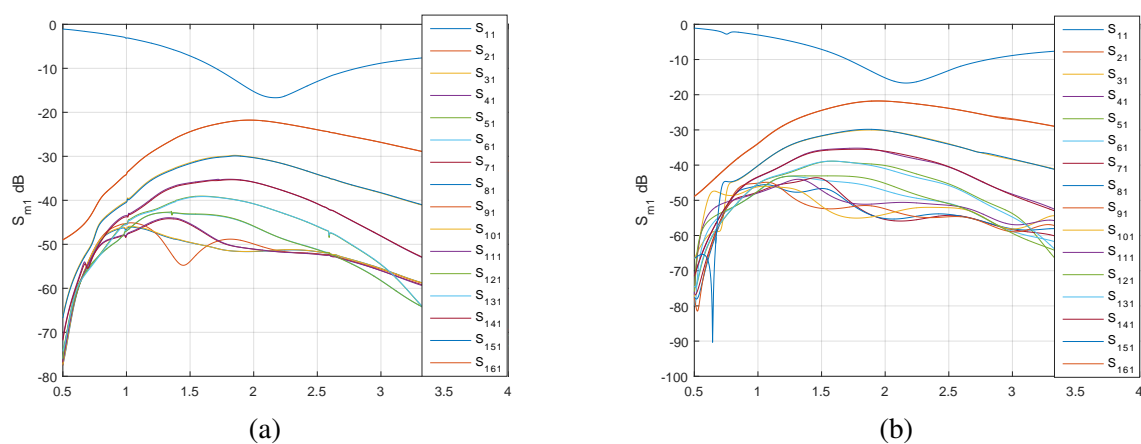 0
-10
-20
-30
-40
-50
-60
-70
-80
S_m1 dB
0.5 1 1.5 2 2.5 3 3.5 4
S_11
S_21
S_31
S_41
S_51
S_61
S_71
S_81
S_91
S_101
S_111
S_121
S_131
S_141
S_151
S_161
(a)
0
-10
-20
-30
-40
-50
-60
-70
-80
-90
-100
S_m1 dB
0.5 1 1.5 2 2.5 3 3.5 4
S_11
S_21
S_31
S_41
S_51
S_61
S_71
S_81
S_91
S_101
S_111
S_121
S_131
S_141
S_151
S_161
(b)